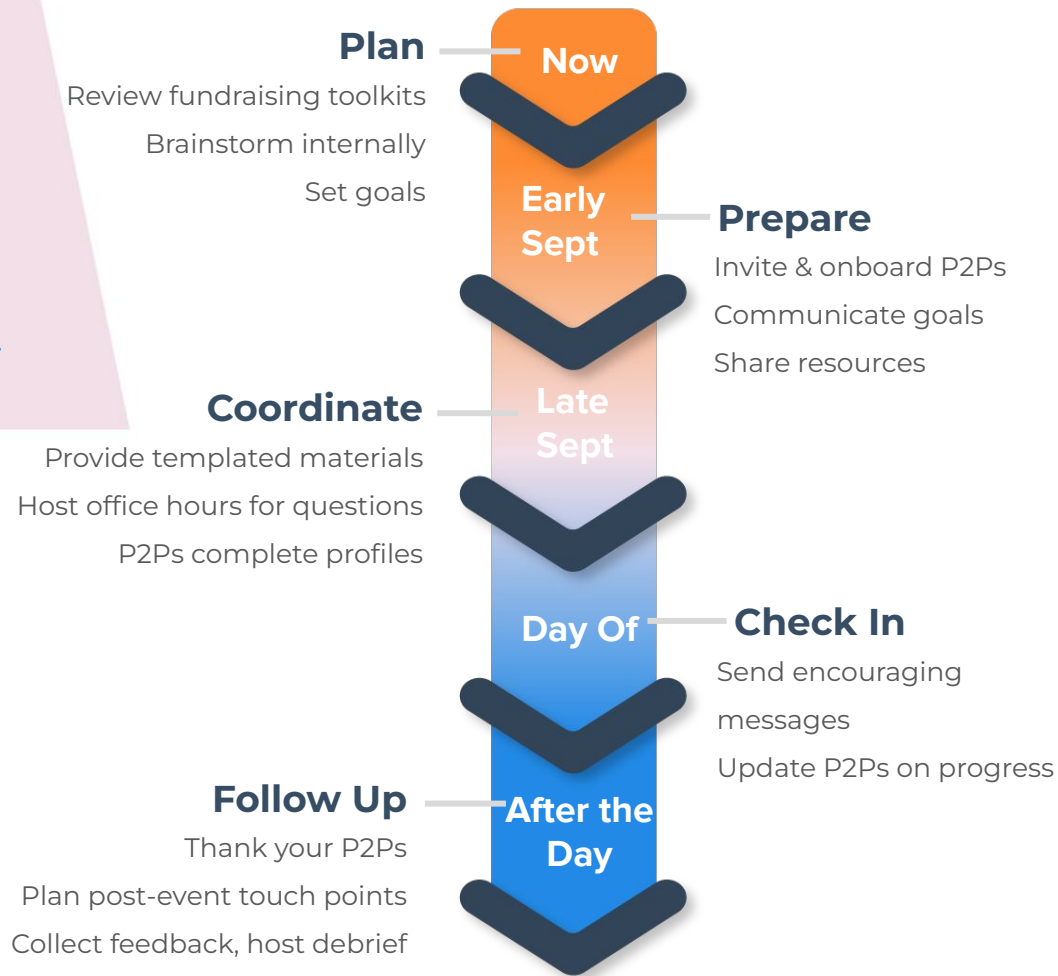 Plan
Now
Review fundraising toolkits
Brainstorm internally
Set goals
Early
Sept
Prepare
Invite & onboard P2Ps
Communicate goals
Share resources
Coordinate
Late
Sept
Provide templated materials
Host office hours for questions
P2Ps complete profiles
Day Of
Check In
Send encouraging
messages
Update P2Ps on progress
Follow Up
After the
Day
Thank your P2Ps
Plan post-event touch points
Collect feedback, host debrief